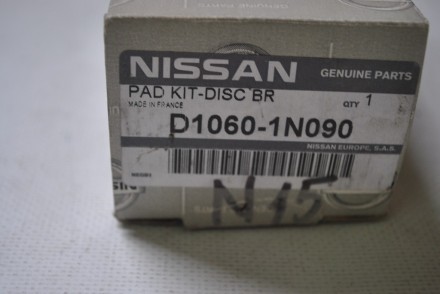 NISSAN
GENUINE PARTS
PAD KIT-DISC BR
QTY 1
MADE IN FRANCE
D1060-1N090
NISSAN EUROPE, S.A.S.
N15